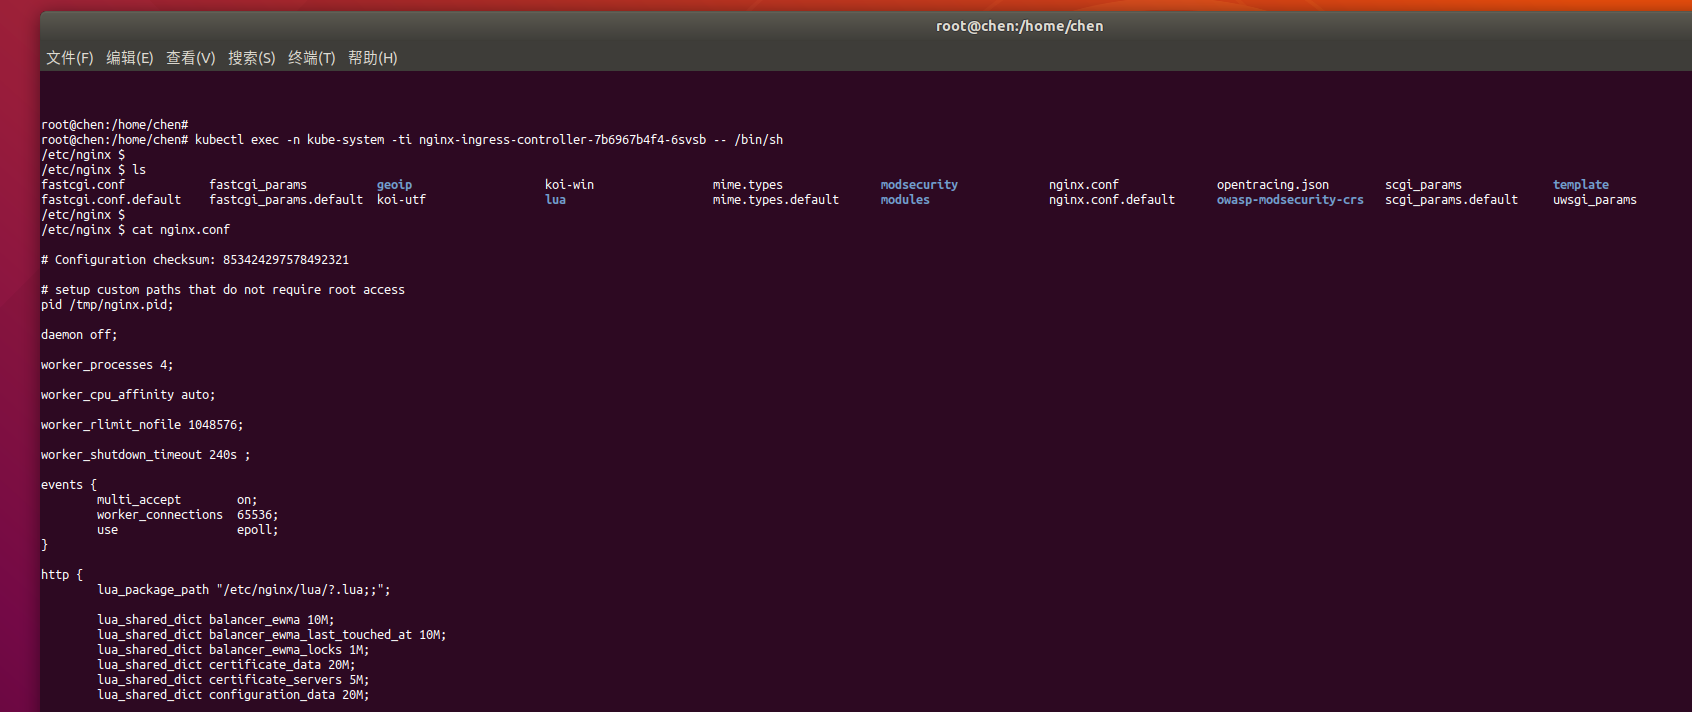 root@chen:/home/chen
文件(F) 编辑(E) 查看(V) 搜索(S) 终端(T) 帮助(H)
root@chen:/home/chen#
root@chen:/home/chen# kubectl exec -n kube-system -ti nginx-ingress-controller-7b6967b4f4-6svsb -- /bin/sh
/etc/nginx $
/etc/nginx $ ls
fastcgi.conf fastcgi_params geoip koi-win mime.types modsecurity nginx.conf opentracing.json scgi_params template
fastcgi.conf.default fastcgi_params.default koi-utf lua mime.types.default modules nginx.conf.default owasp-modsecurity-crs scgi_params.default uwsgi_params
/etc/nginx $
/etc/nginx $ cat nginx.conf
# Configuration checksum: 853424297578492321
# setup custom paths that do not require root access
pid /tmp/nginx.pid;
daemon off;
worker_processes 4;
worker_cpu_affinity auto;
worker_rlimit_nofile 1048576;
worker_shutdown_timeout 240s ;
events {
multi_accept on;
worker_connections 65536;
use epoll;
}
http {
lua_package_path "/etc/nginx/lua/?.lua;;";
lua_shared_dict balancer_ewma 10M;
lua_shared_dict balancer_ewma_last_touched_at 10M;
lua_shared_dict balancer_ewma_locks 1M;
lua_shared_dict certificate_data 20M;
lua_shared_dict certificate_servers 5M;
lua_shared_dict configuration_data 20M;